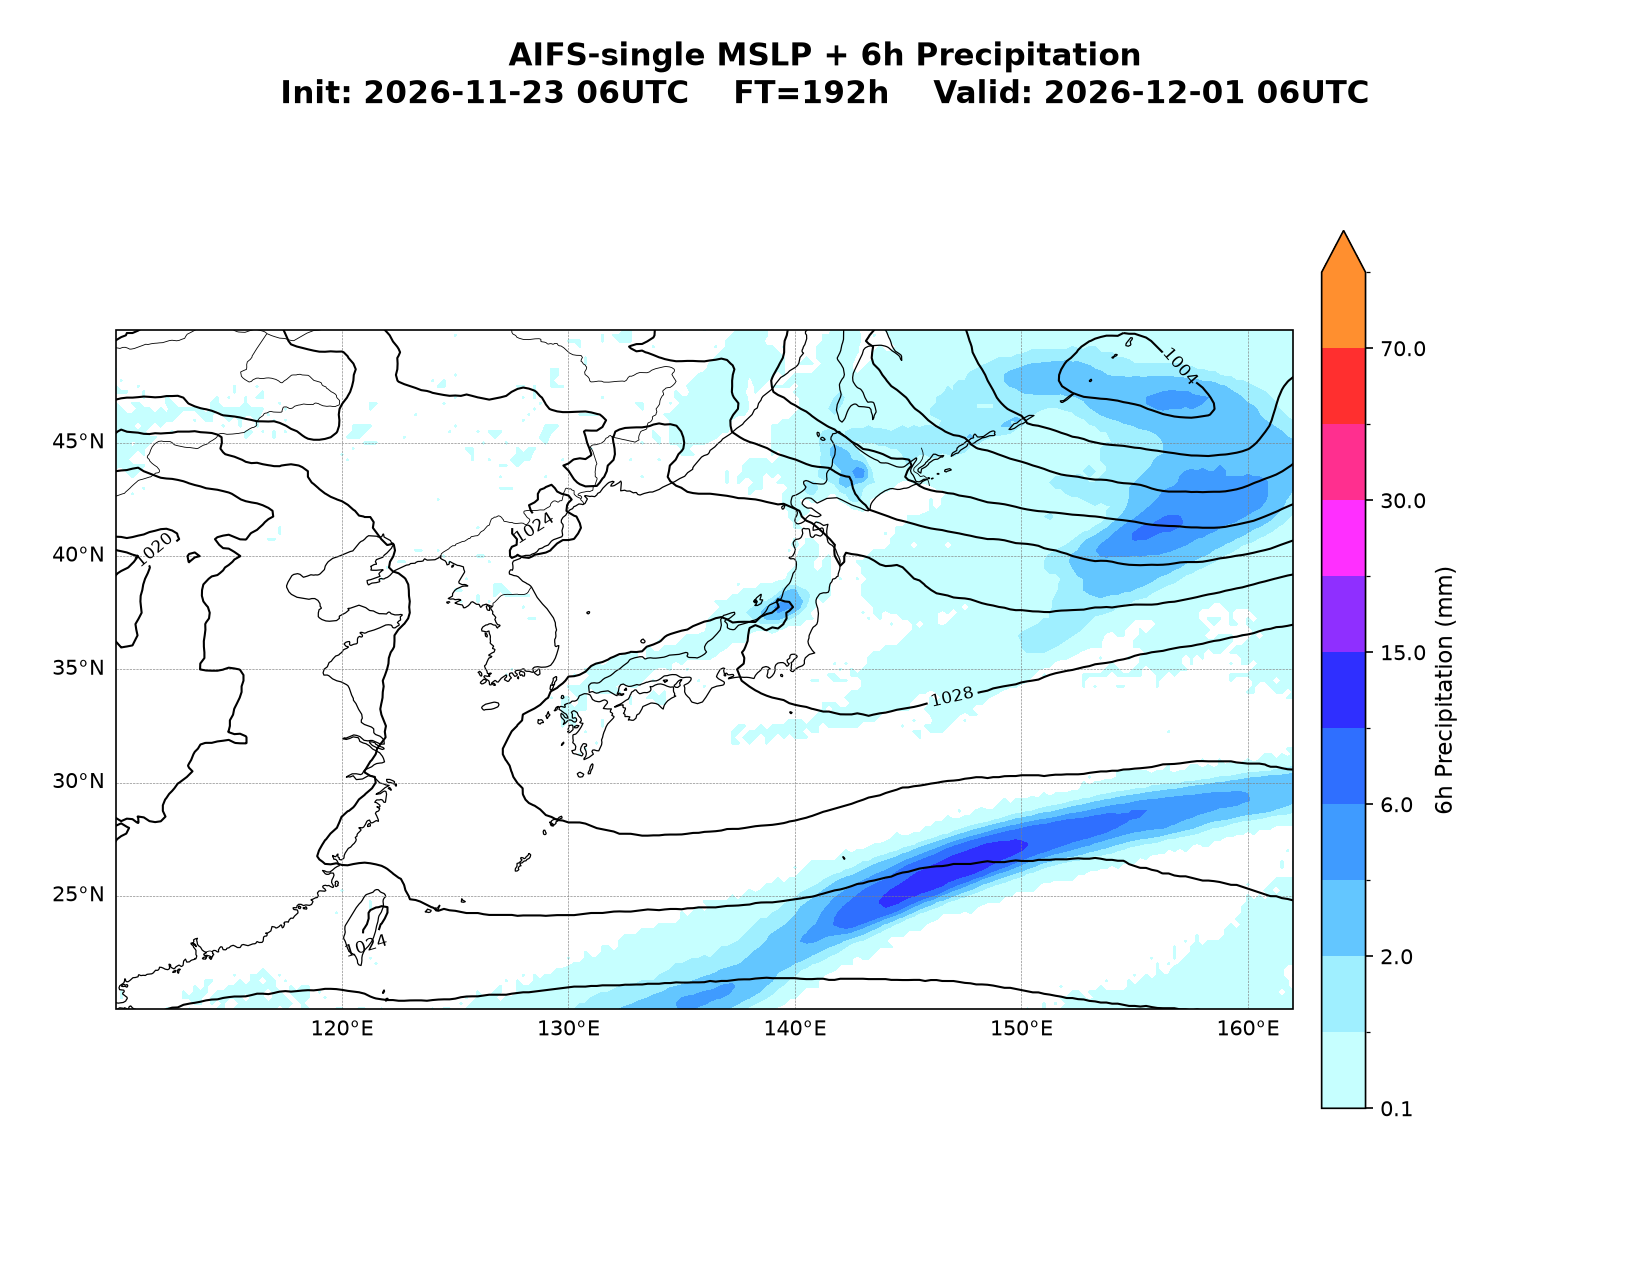 AIFS-single MSLP + 6h Precipitation
Init: 2026-11-23 06UTC    FT=192h    Valid: 2026-12-01 06UTC
70.0
30.0
15.0
6.0
2.0
0.1
6h Precipitation (mm)
45°N
40°N
35°N
30°N
25°N
1004
1024
1020
1028
1024
120°E
130°E
140°E
150°E
160°E